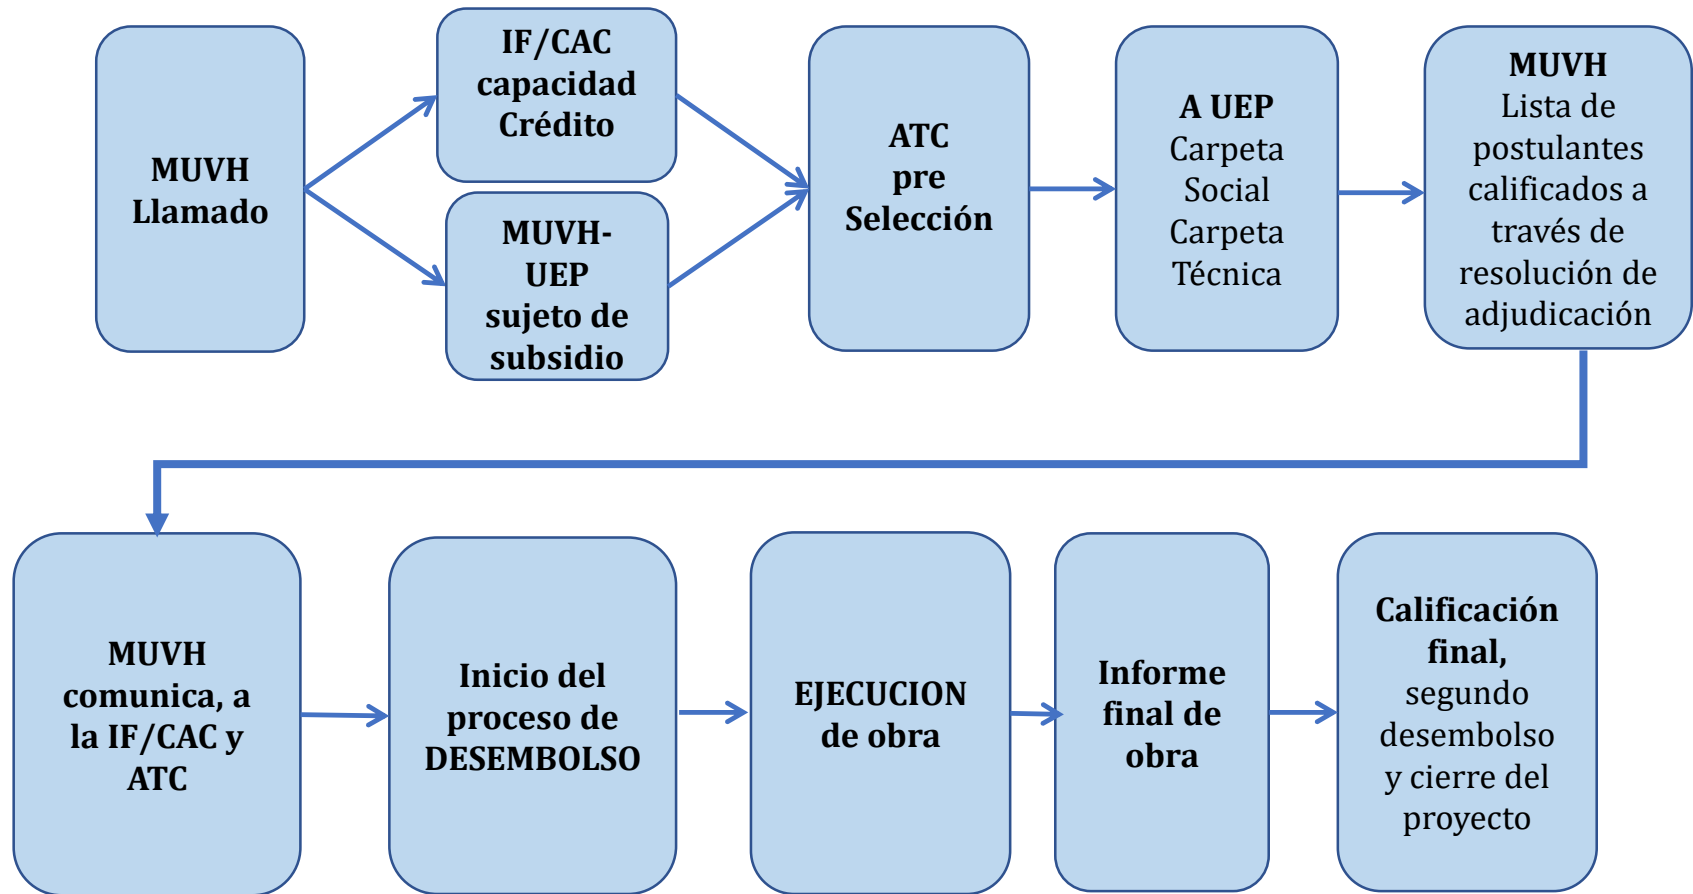 MUVH
Llamado
IF/CAC
capacidad
Crédito
MUVH-
UEP
sujeto de
subsidio
ATC
pre
Selección
A UEP
Carpeta
Social
Carpeta
Técnica
MUVH
Lista de
postulantes
calificados a
través de
resolución de
adjudicación
MUVH
comunica, a
la IF/CAC y
ATC
Inicio del
proceso de
DESEMBOLSO
EJECUCION
de obra
Informe
final de
obra
Calificación
final,
segundo
desembolso
y cierre del
proyecto